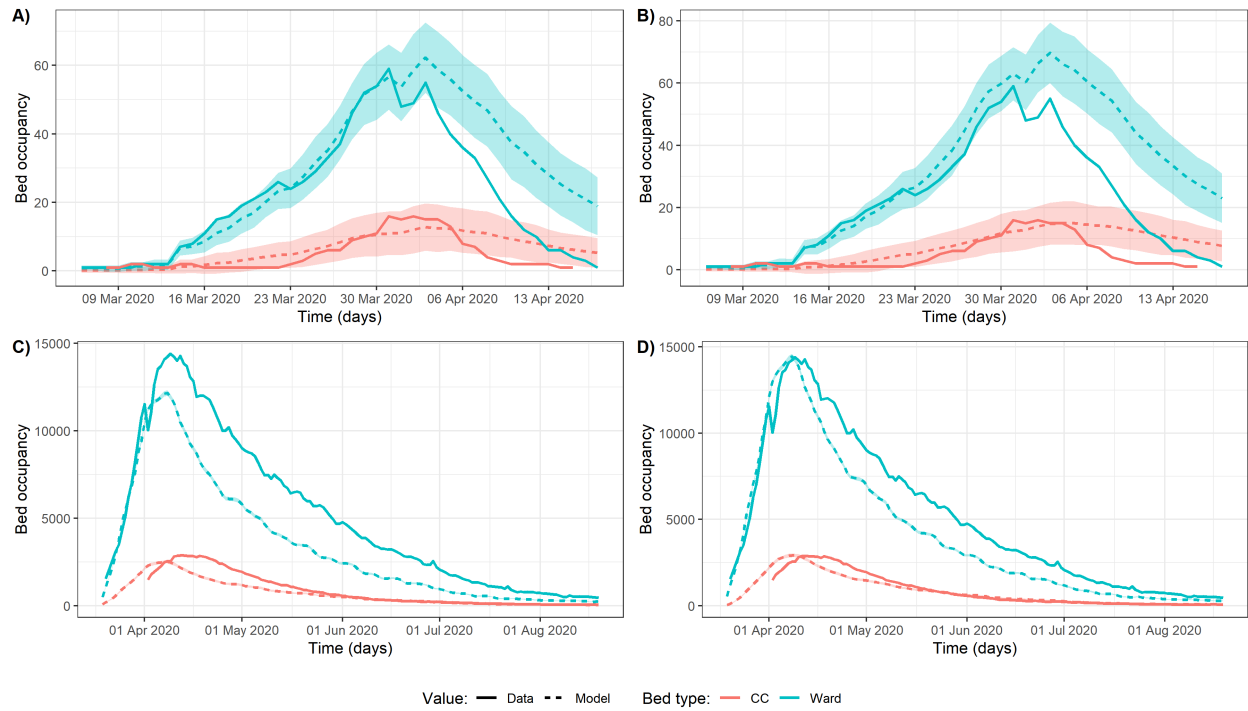 A)
60
40
20
0
Bed occupancy
09 Mar 2020 16 Mar 2020 23 Mar 2020 30 Mar 2020 06 Apr 2020 13 Apr 2020
Time (days)
B)
80
60
40
20
0
Bed occupancy
09 Mar 2020 16 Mar 2020 23 Mar 2020 30 Mar 2020 06 Apr 2020 13 Apr 2020
Time (days)
C)
15000
10000
5000
0
Bed occupancy
01 Apr 2020 01 May 2020 01 Jun 2020 01 Jul 2020 01 Aug 2020
Time (days)
D)
15000
10000
5000
0
Bed occupancy
01 Apr 2020 01 May 2020 01 Jun 2020 01 Jul 2020 01 Aug 2020
Time (days)
Value: Data Model Bed type: CC Ward